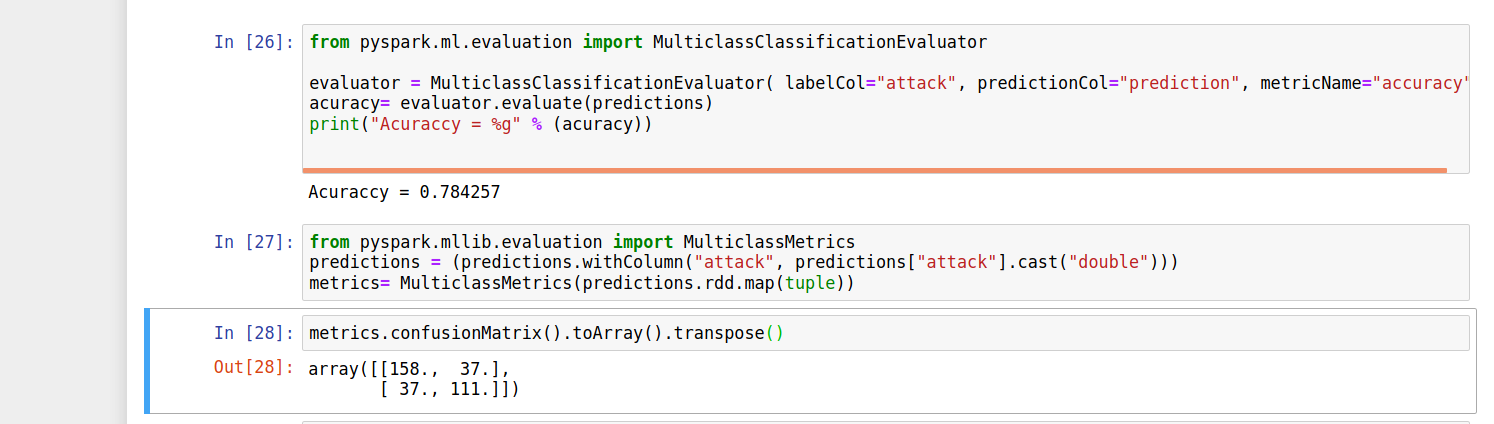 In [26]: from pyspark.ml.evaluation import MulticlassClassificationEvaluator
evaluator = MulticlassClassificationEvaluator( labelCol="attack", predictionCol="prediction", metricName="accuracy"
acuracy= evaluator.evaluate(predictions)
print("Acuraccy = %g" % (acuracy))
Acuraccy = 0.784257
In [27]: from pyspark.mllib.evaluation import MulticlassMetrics
predictions = (predictions.withColumn("attack", predictions["attack"].cast("double")))
metrics= MulticlassMetrics(predictions.rdd.map(tuple))
In [28]: metrics.confusionMatrix().toArray().transpose()
Out[28]: array([[158.,  37.],
       [ 37., 111.]])